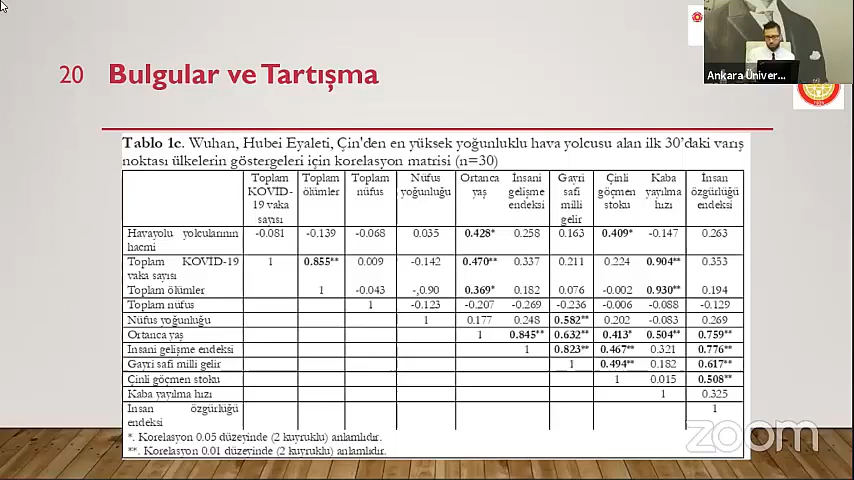 20 Bulgular ve Tartışma
Ankara Üniver...
Tablo 1c. Wuhan, Hubei Eyaleti, Çin'den en yüksek yoğunluklu hava yolcusu alan ilk 30'daki varış
noktası ülkelerin göstergeleri için korelasyon matrisi (n=30)
Toplam KOVID-19 vaka sayısı Toplam ölümler Toplam nüfus Nüfus yoğunluğu Ortanca yaş İnsani gelişme endeksi Gayri safi milli gelir Çinli göçmen stoku Kaba yayılma hızı İnsan özgürlüğü endeksi
Havayolu yolcularının hacmi -0.081 -0.139 -0.068 0.035 0.428* 0.258 0.163 0.409* -0.147 0.263
Toplam KOVID-19 vaka sayısı 1 0.855** 0.009 -0.142 0.470** 0.337 0.211 0.224 0.904** 0.353
Toplam ölümler 1 -0.043 -,0.90 0.369* 0.182 0.076 -0.002 0.930** 0.194
Toplam nüfus 1 -0.123 -0.207 -0.269 -0.236 -0.006 -0.088 -0.129
Nüfus yoğunluğu 1 0.177 0.248 0.582** 0.202 -0.083 0.269
Ortanca yaş 1 0.845** 0.632** 0.413* 0.504** 0.759**
Insani gelişme endeksi 1 0.823** 0.467** 0.321 0.776**
Gayri safi milli gelir 1 0.494** 0.182 0.617**
Çinli göçmen stoku 1 0.015 0.508**
Kaba yayılma hızı 1 0.325
Insan özgürlüğü endeksi 1
*. Korelasyon 0.05 düzeyinde (2 kuyruklu) anlamlıdır.
**. Korelasyon 0.01 düzeyinde (2 kuyruklu) anlamlıdır.
zoom